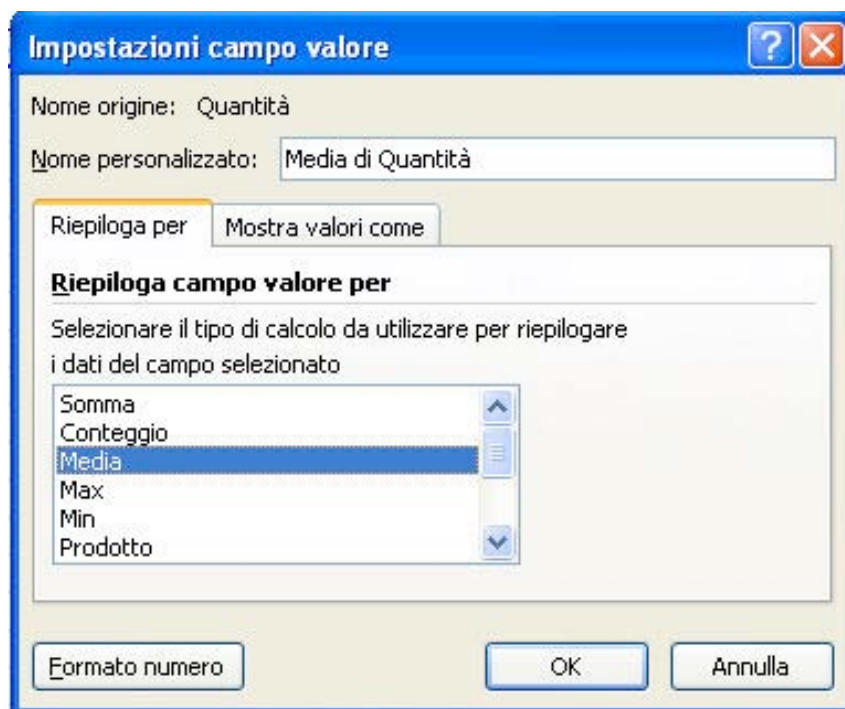 Impostazioni campo valore
Nome origine: Quantità
Nome personalizzato: Media di Quantità
Riepiloga per Mostra valori come
Riepiloga campo valore per
Selezionare il tipo di calcolo da utilizzare per riepilogare
i dati del campo selezionato
Somma
Conteggio
Media
Max
Min
Prodotto
Formato numero OK Annulla